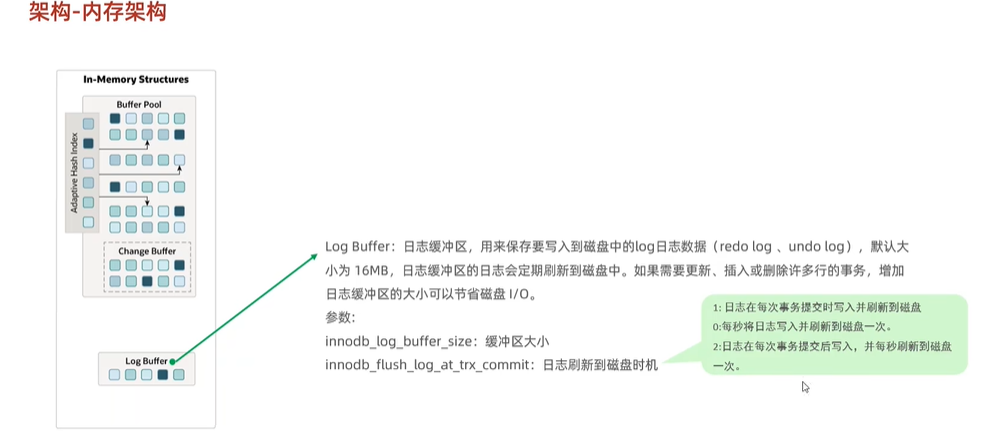 架构-内存架构
In-Memory Structures
Buffer Pool
Adaptive Hash Index
Change Buffer
Log Buffer
Log Buffer：日志缓冲区，用来保存要写入到磁盘中的log日志数据（redo log 、undo log），默认大
小为 16MB，日志缓冲区的日志会定期刷新到磁盘中。如果需要更新、插入或删除许多行的事务，增加
日志缓冲区的大小可以节省磁盘 I/O。
参数：
innodb_log_buffer_size：缓冲区大小
innodb_flush_log_at_trx_commit：日志刷新到磁盘时机
1: 日志在每次事务提交时写入并刷新到磁盘
0:每秒将日志写入并刷新到磁盘一次。
2:日志在每次事务提交后写入，并每秒刷新到磁盘
一次。